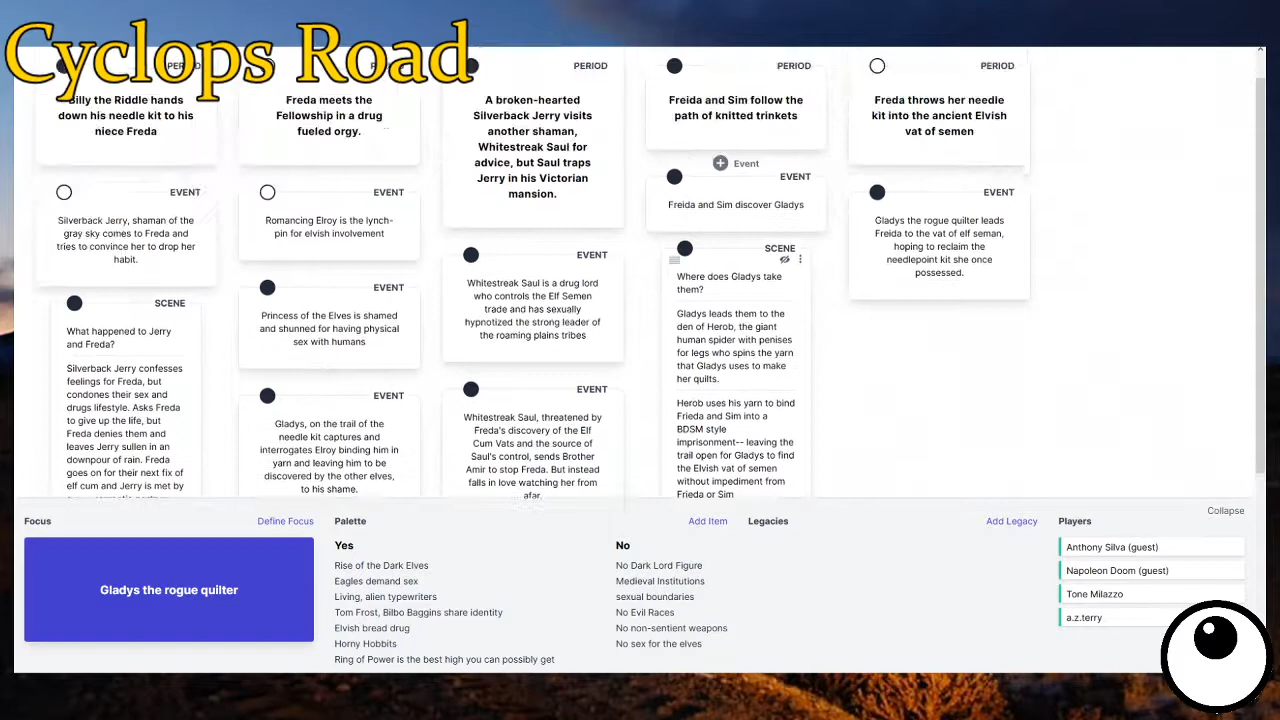 Cyclops Road
PERIOD
Billy the Riddle hands
down his needle kit to his
niece Freda
EVENT
Silverback Jerry, shaman of the
gray sky comes to Freda and
tries to convince her to drop her
habit.
SCENE
What happened to Jerry
and Freda?
Silverback Jerry confesses
feelings for Freda, but
condones their sex and
drugs lifestyle. Asks Freda
to give up the life, but
Freda denies them and
leaves Jerry sullen in an
downpour of rain. Freda
goes on for their next fix of
elf cum and Jerry is met by
Freda meets the
Fellowship in a drug
fueled orgy.
EVENT
Romancing Elroy is the lynch-
pin for elvish involvement
EVENT
Princess of the Elves is shamed
and shunned for having physical
sex with humans
EVENT
Gladys, on the trail of the
needle kit captures and
interrogates Elroy binding him in
yarn and leaving him to be
discovered by the other elves,
to his shame.
PERIOD
A broken-hearted
Silverback Jerry visits
another shaman,
Whitestreak Saul for
advice, but Saul traps
Jerry in his Victorian
mansion.
EVENT
Whitestreak Saul is a drug lord
who controls the Elf Semen
trade and has sexually
hypnotized the strong leader of
the roaming plains tribes
EVENT
Whitestreak Saul, threatened by
Freda's discovery of the Elf
Cum Vats and the source of
Saul's control, sends Brother
Amir to stop Freda. But instead
falls in love watching her from
afar.
PERIOD
Freida and Sim follow the
path of knitted trinkets
Event
EVENT
Freida and Sim discover Gladys
SCENE
Where does Gladys take
them?
Gladys leads them to the
den of Herob, the giant
human spider with penises
for legs who spins the yarn
that Gladys uses to make
her quilts.
Herob uses his yarn to bind
Frieda and Sim into a
BDSM style
imprisonment-- leaving the
trail open for Gladys to find
the Elvish vat of semen
without impediment from
Frieda or Sim
PERIOD
Freda throws her needle
kit into the ancient Elvish
vat of semen
EVENT
Gladys the rogue quilter leads
Freida to the vat of elf seman,
hoping to reclaim the
needlepoint kit she once
possessed.
Collapse
Focus
Define Focus
Gladys the rogue quilter
Palette
Add Item
Yes
Rise of the Dark Elves
Eagles demand sex
Living, alien typewriters
Tom Frost, Bilbo Baggins share identity
Elvish bread drug
Horny Hobbits
Ring of Power is the best high you can possibly get
No
No Dark Lord Figure
Medieval Institutions
sexual boundaries
No Evil Races
No non-sentient weapons
No sex for the elves
Legacies
Add Legacy
Players
Anthony Silva (guest)
Napoleon Doom (guest)
Tone Milazzo
a.z.terry